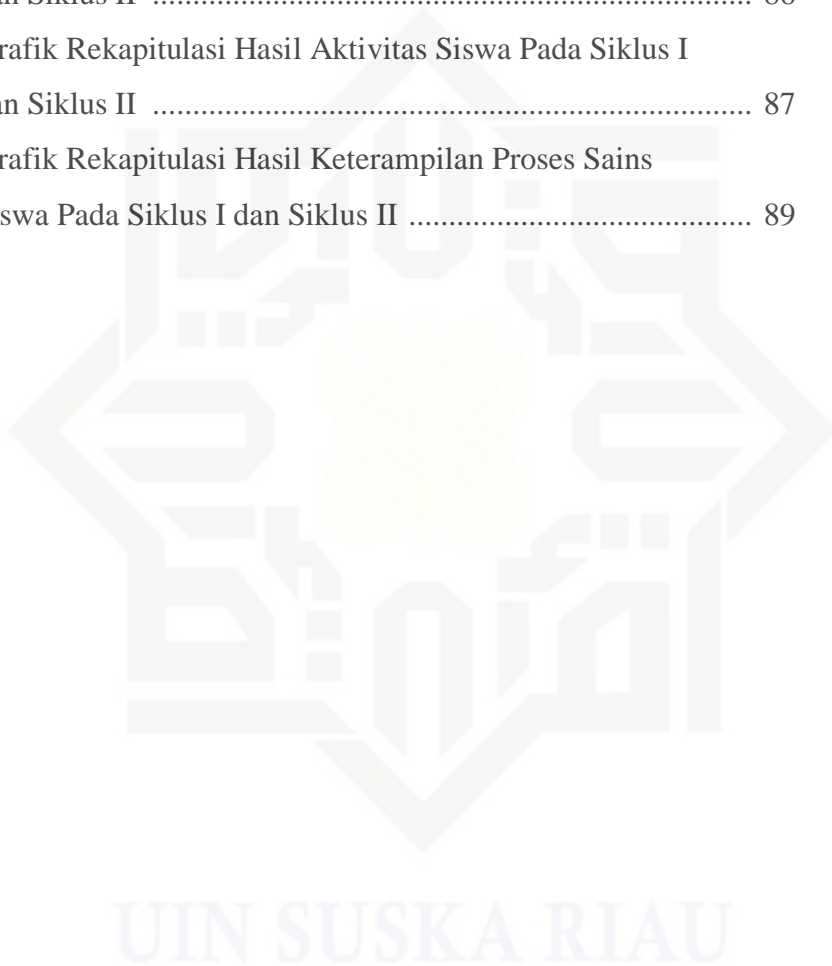 an Siklus II ........................................................................... 86
rafik Rekapitulasi Hasil Aktivitas Siswa Pada Siklus I
an Siklus II ........................................................................... 87
rafik Rekapitulasi Hasil Keterampilan Proses Sains
swa Pada Siklus I dan Siklus II ........................................... 89
UIN SUSKA RIAU